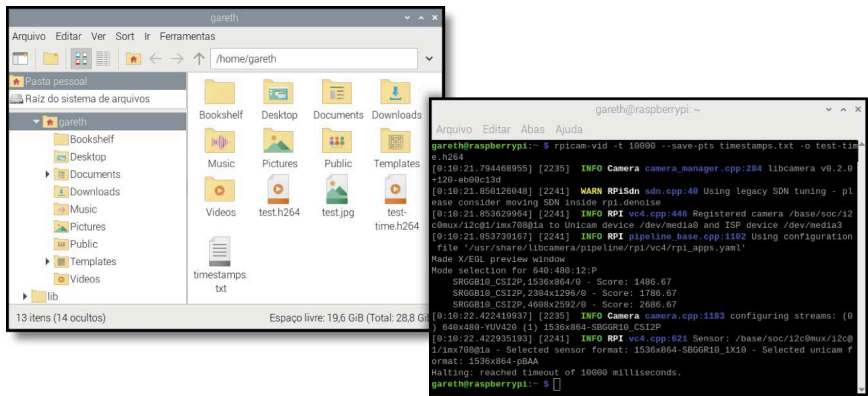 gareth
Arquivo Editar Ver Sort Ir Ferramentas
/home/gareth
Pasta pessoal
Raíz do sistema de arquivos
gareth
Bookshelf
Desktop
Documents
Downloads
Music
Pictures
Public
Templates
Videos
lib
Bookshelf Desktop Documents Downloads
Music Pictures Public Templates
Videos test.h264 test.jpg test-
time.h264
timestamps.
txt
13 itens (14 ocultos) Espaço livre: 19,6 GiB (Total: 28,8 Gi
gareth@raspberrypi: ~
Arquivo Editar Abas Ajuda
gareth@raspberrypi:~ $ rpicam-vid -t 10000 --save-pts timestamps.txt -o test-tim
e.h264
[0:10:21.794468955] [2235] INFO Camera camera_manager.cpp:284 libcamera v0.2.0
+120-eb00c13d
[0:10:21.850126048] [2241] WARN RPiSdn sdn.cpp:40 Using legacy SDN tuning - pl
ease consider moving SDN inside rpi.denoise
[0:10:21.853629964] [2241] INFO RPI vc4.cpp:446 Registered camera /base/soc/i2
c0mux/i2c@1/imx708@1a to Unicam device /dev/media0 and ISP device /dev/media3
[0:10:21.853739167] [2241] INFO RPI pipeline_base.cpp:1102 Using configuration
file '/usr/share/libcamera/pipeline/rpi/vc4/rpi_apps.yaml'
Made X/EGL preview window
Mode selection for 640:480:12:P
SRGGB10_CSI2P,1536x864/0 - Score: 1486.67
SRGGB10_CSI2P,2304x1296/0 - Score: 1786.67
SRGGB10_CSI2P,4608x2592/0 - Score: 2686.67
[0:10:22.422419937] [2235] INFO Camera camera.cpp:1183 configuring streams: (0
) 640x480-YUV420 (1) 1536x864-SBGGR10_CSI2P
[0:10:22.422935193] [2241] INFO RPI vc4.cpp:621 Sensor: /base/soc/i2c0mux/i2c@
1/imx708@1a - Selected sensor format: 1536x864-SBGGR10_1X10 - Selected unicam f
ormat: 1536x864-pBAA
Halting: reached timeout of 10000 milliseconds.
gareth@raspberrypi:~ $